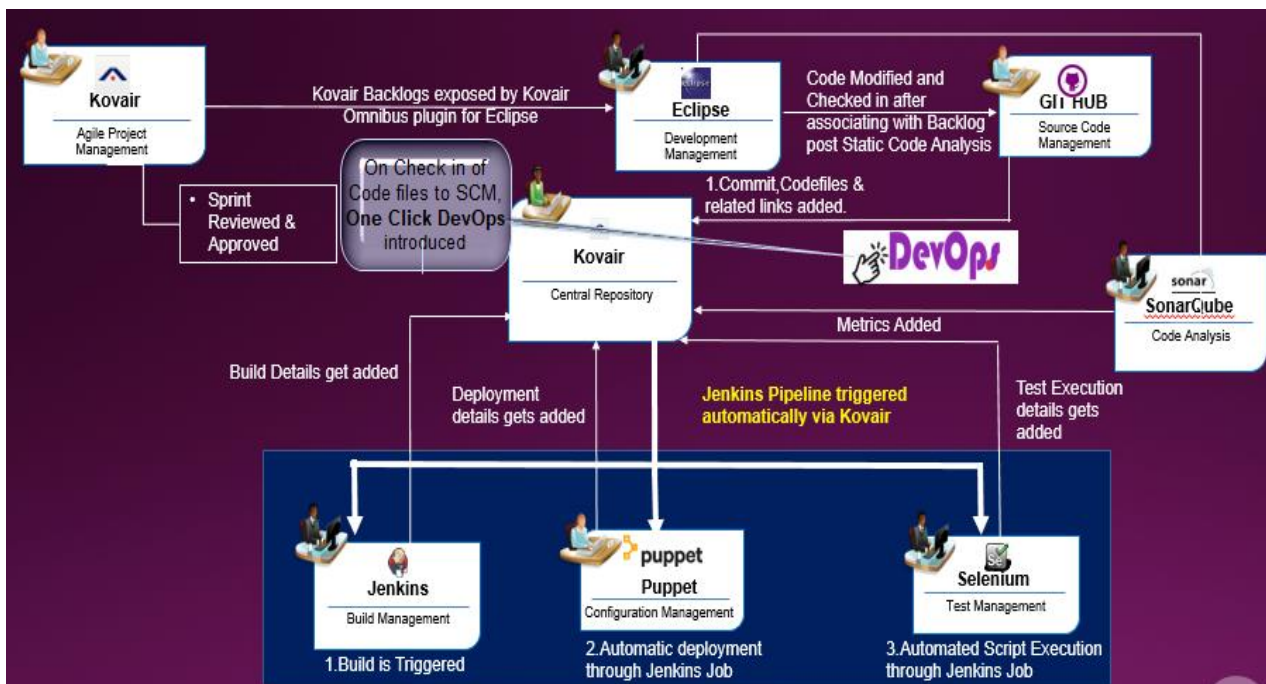 Kovair
Agile Project
Management
Kovair Backlogs exposed by Kovair
Omnibus plugin for Eclipse
eclipse
Eclipse
Development
Management
Code Modified and
Checked in after
associating with Backlog
post Static Code Analysis
GIT HUB
Source Code
Management
• Sprint
Reviewed &
Approved
On Check in of
Code files to SCM,
One Click DevOps
introduced
1.Commit,Codefiles &
related links added.
Kovair
Central Repository
DevOps
sonar
SonarQube
Code Analysis
Metrics Added
Build Details get added
Deployment
details gets added
Jenkins Pipeline triggered
automatically via Kovair
Test Execution
details gets
added
Jenkins
Build Management
1.Build is Triggered
puppet
Puppet
Configuration Management
2.Automatic deployment
through Jenkins Job
Se
Selenium
Test Management
3.Automated Script Execution
through Jenkins Job